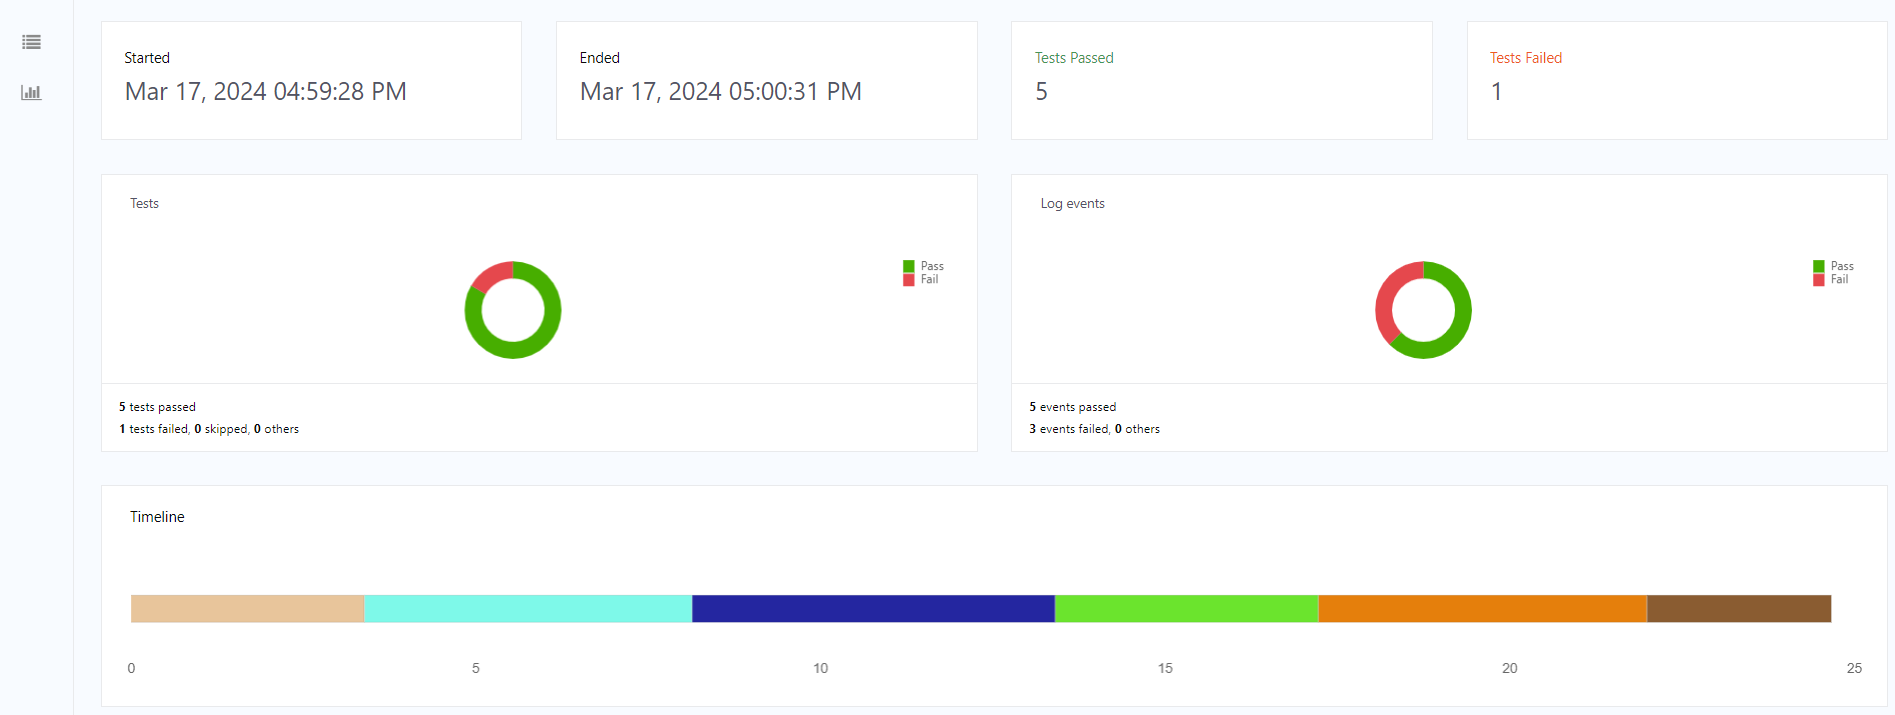 Started
Mar 17, 2024 04:59:28 PM
Ended
Mar 17, 2024 05:00:31 PM
Tests Passed
5
Tests Failed
1
Tests
Pass
Fail
5 tests passed
1 tests failed, 0 skipped, 0 others
Log events
Pass
Fail
5 events passed
3 events failed, 0 others
Timeline
0 5 10 15 20 25